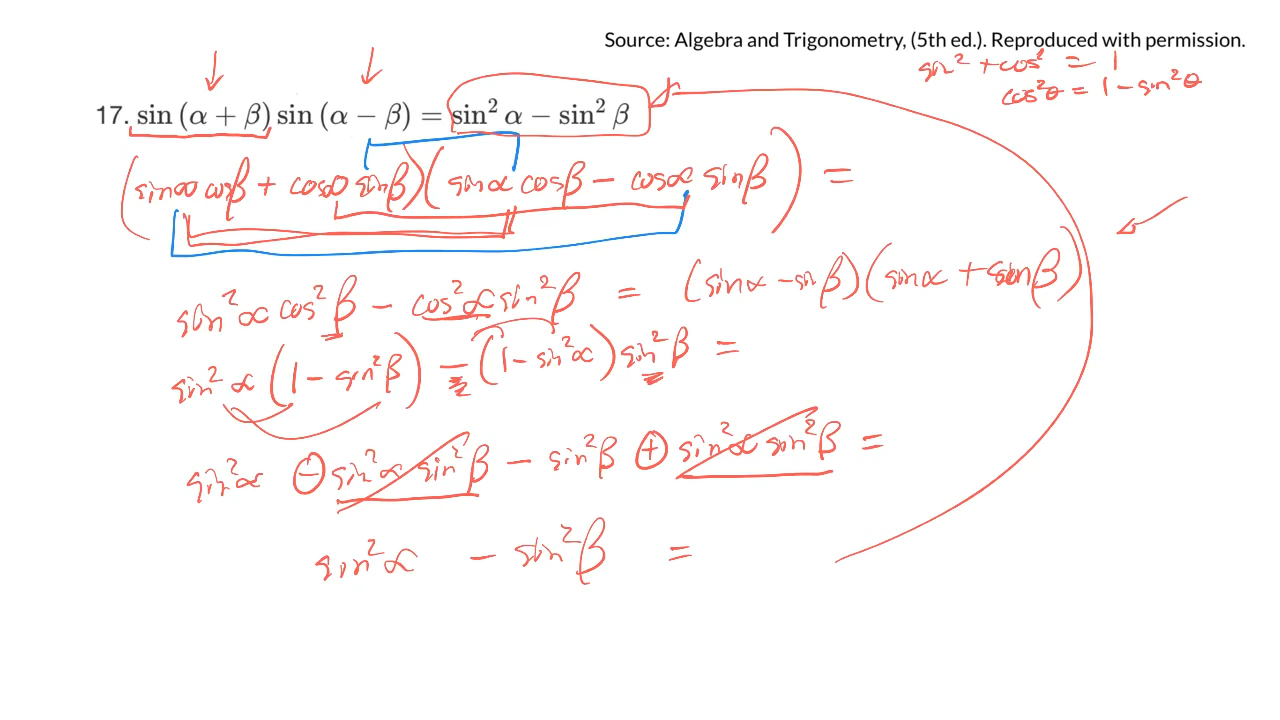 Source: Algebra and Trigonometry, (5th ed.). Reproduced with permission.
sin² + cos² = 1
cos²θ = 1 - sin²θ
17. sin (α + β) sin (α − β) = sin² α − sin² β
(sinα cosβ + cosα sinβ)(sinα cosβ − cosα sinβ) =
sin²α cos²β − cos²α sin²β = (sinα − sinβ)(sinα + sinβ)
sin²α (1 − sin²β) − (1 − sin²α) sin²β =
sin²α − sin²α sin²β − sin²β + sin²α sin²β =
sin²α − sin²β =